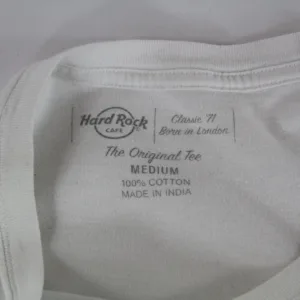 Hard Rock
CAFE
Classic 71
Born in London
The Original Tee
MEDIUM
100% COTTON
MADE IN INDIA